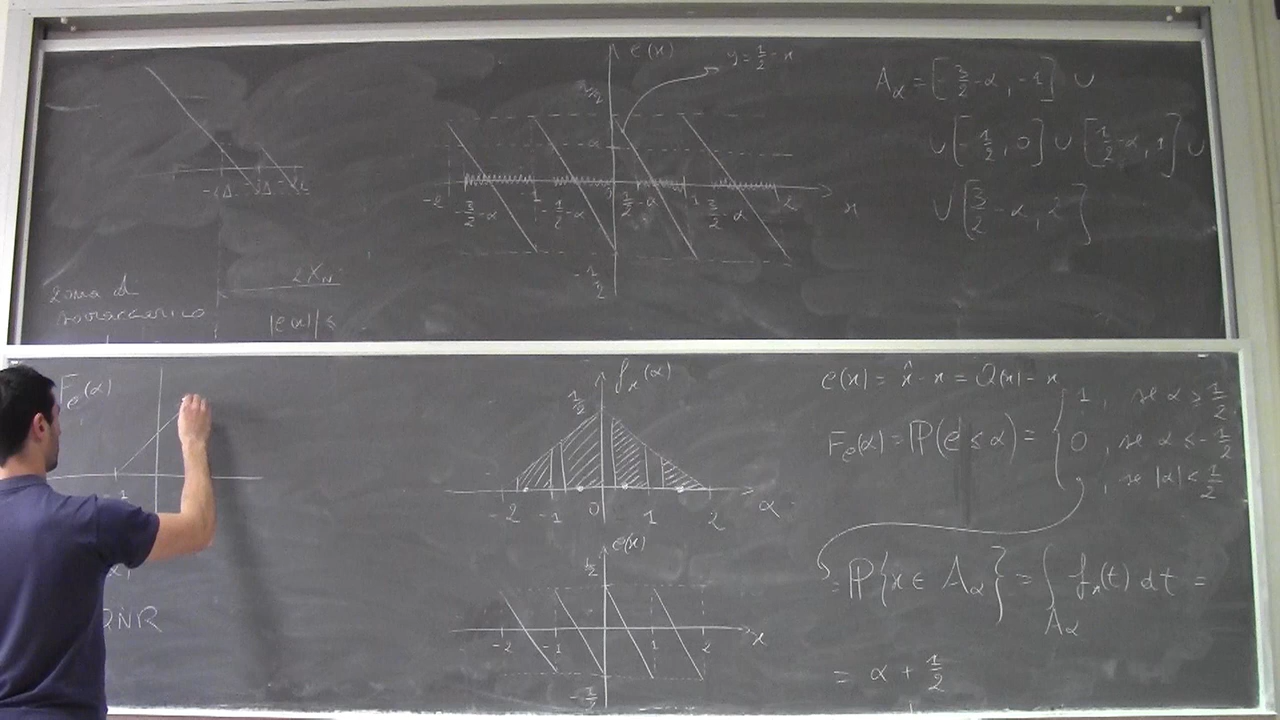 e(x)
y = 1/2 - x
α
-2 -3/2-α -1 -1/2-α 1/2-α 1 3/2-α 2 x
-1/2
A_α = [-3/2-α, -1] ∪
∪ [-1/2, 0] ∪ [1/2-α, 1] ∪
∪ [3/2-α, 2]
zona di
|e(x)| ≤
F_e(α)
QNR
f_x(α)
1/2
-2 -1 0 1 2 α
e(x)
1/2
-2 -1 1 2 x
-1/2
e(x) = x̂ - x = Q(x) - x
F_e(α) = ℙ(e ≤ α) = { 1, se α ≥ 1/2
0, se α ≤ -1/2
, se |α| < 1/2
= ℙ{x ∈ A_α} = ∫_{A_α} f_x(t) dt =
= α + 1/2